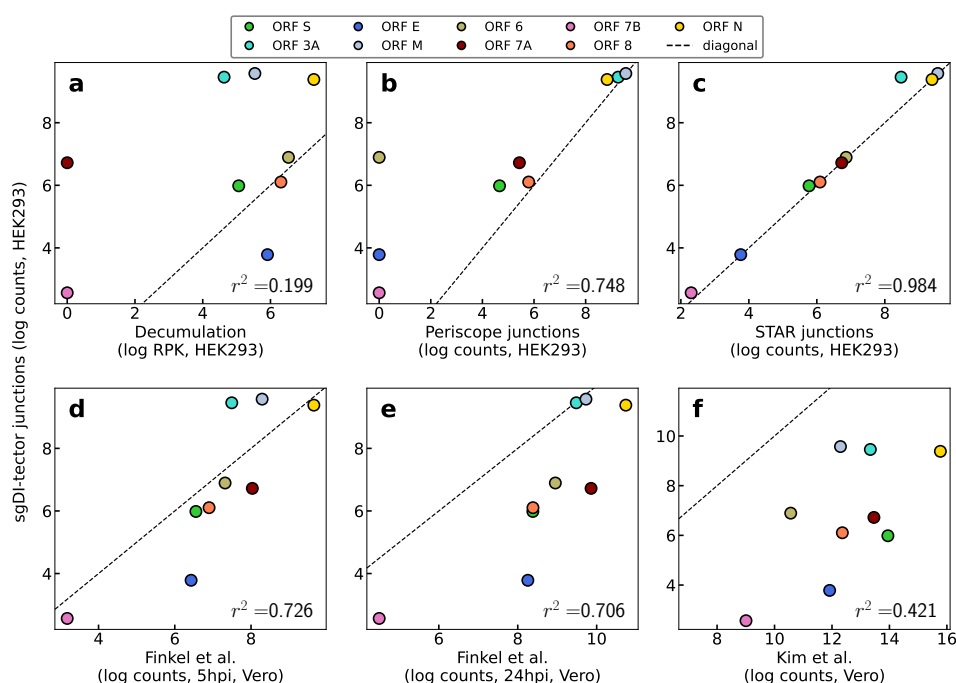 ORF S ORF E ORF 6 ORF 7B ORF N
ORF 3A ORF M ORF 7A ORF 8 diagonal
sgDI-tector junctions (log counts, HEK293)
a
8
6
4
r² =0.199
0 2 4 6
Decumulation
(log RPK, HEK293)
b
8
6
4
r² =0.748
0 2 4 6 8
Periscope junctions
(log counts, HEK293)
c
8
6
4
r² =0.984
2 4 6 8
STAR junctions
(log counts, HEK293)
d
8
6
4
r² =0.726
4 6 8
Finkel et al.
(log counts, 5hpi, Vero)
e
8
6
4
r² =0.706
6 8 10
Finkel et al.
(log counts, 24hpi, Vero)
f
10
8
6
4
r² =0.421
8 10 12 14 16
Kim et al.
(log counts, Vero)